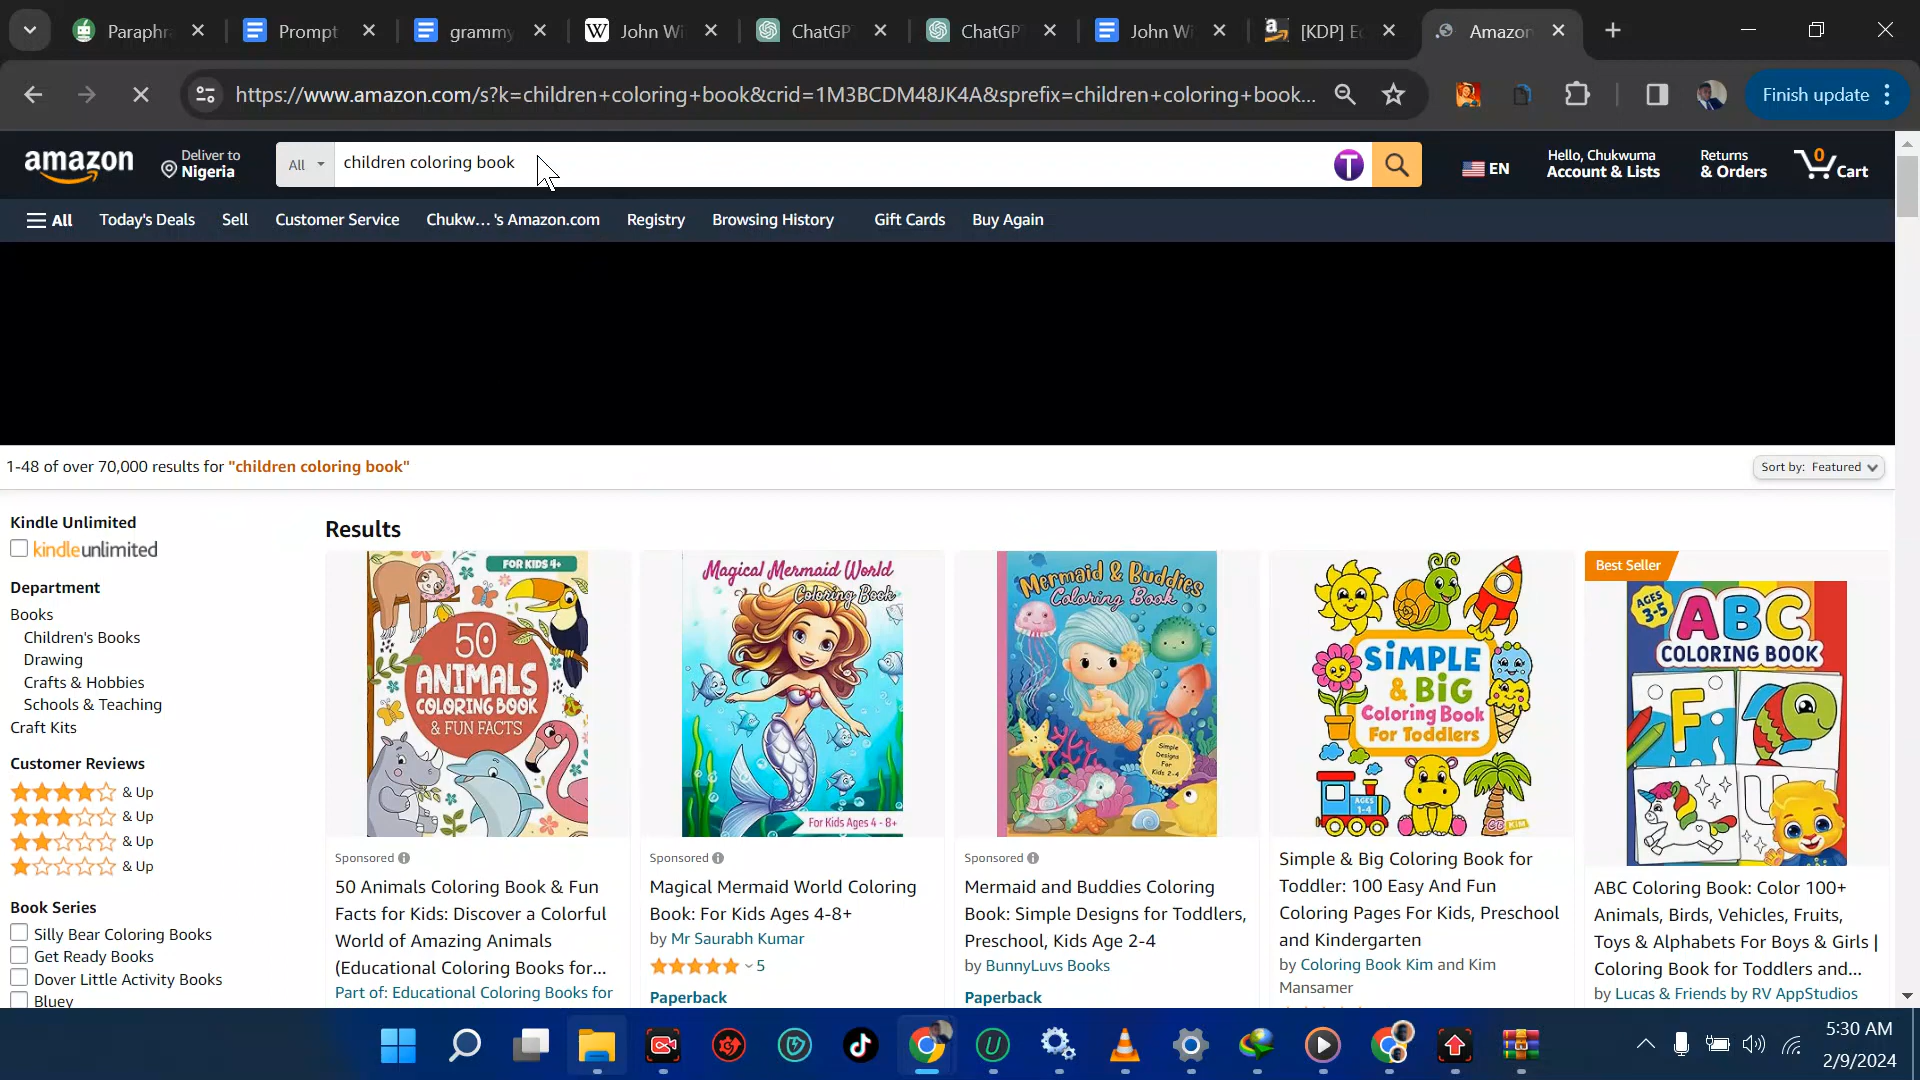 Paraphr
Prompt
grammy
John Wi
ChatGP
ChatGP
John Wi
[KDP] Ec
Amazon
https://www.amazon.com/s?k=children+coloring+book&crid=1M3BCDM48JK4A&sprefix=children+coloring+book...
Finish update
amazon
Deliver to
Nigeria
All
children coloring book
T
EN
Hello, Chukwuma
Account & Lists
Returns
& Orders
0
Cart
All
Today's Deals
Sell
Customer Service
Chukw... 's Amazon.com
Registry
Browsing History
Gift Cards
Buy Again
1-48 of over 70,000 results for "children coloring book"
Sort by: Featured
Kindle Unlimited
kindleunlimited
Department
Books
Children's Books
Drawing
Crafts & Hobbies
Schools & Teaching
Craft Kits
Customer Reviews
& Up
& Up
& Up
& Up
Book Series
Silly Bear Coloring Books
Get Ready Books
Dover Little Activity Books
Bluey
Results
FOR KIDS 4+
50
ANIMALS
COLORING BOOK
& FUN FACTS
Sponsored
50 Animals Coloring Book & Fun
Facts for Kids: Discover a Colorful
World of Amazing Animals
(Educational Coloring Books for...
Part of: Educational Coloring Books for
Magical Mermaid World
Coloring Book
For Kids Ages 4 - 8+
Sponsored
Magical Mermaid World Coloring
Book: For Kids Ages 4-8+
by Mr Saurabh Kumar
5
Paperback
Mermaid & Buddies
Coloring Book
Simple
Designs
For
Kids 2-4
Sponsored
Mermaid and Buddies Coloring
Book: Simple Designs for Toddlers,
Preschool, Kids Age 2-4
by BunnyLuvs Books
Paperback
SiMPLE
& BiG
Coloring Book
For Toddlers
AGES
1-4
Simple & Big Coloring Book for
Toddler: 100 Easy And Fun
Coloring Pages For Kids, Preschool
and Kindergarten
by Coloring Book Kim and Kim
Mansamer
Best Seller
AGES
3-5
ABC
COLORING BOOK
F
U
ABC Coloring Book: Color 100+
Animals, Birds, Vehicles, Fruits,
Toys & Alphabets For Boys & Girls |
Coloring Book for Toddlers and...
by Lucas & Friends by RV AppStudios
5:30 AM
2/9/2024